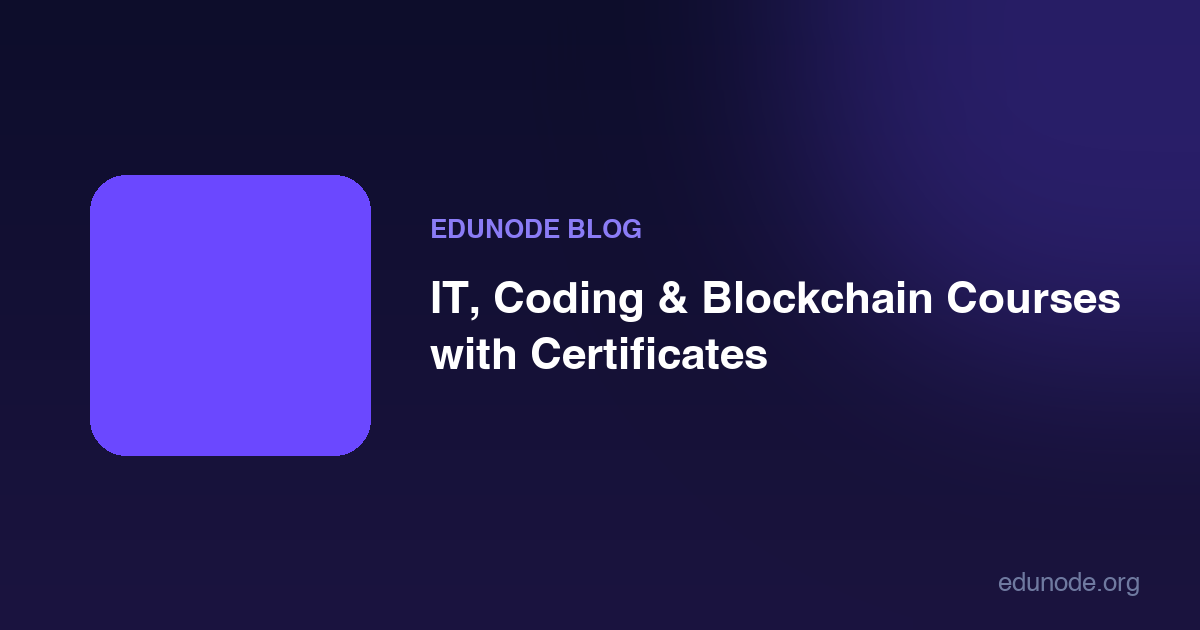 EDUNODE BLOG
IT, Coding & Blockchain Courses
with Certificates
edunode.org